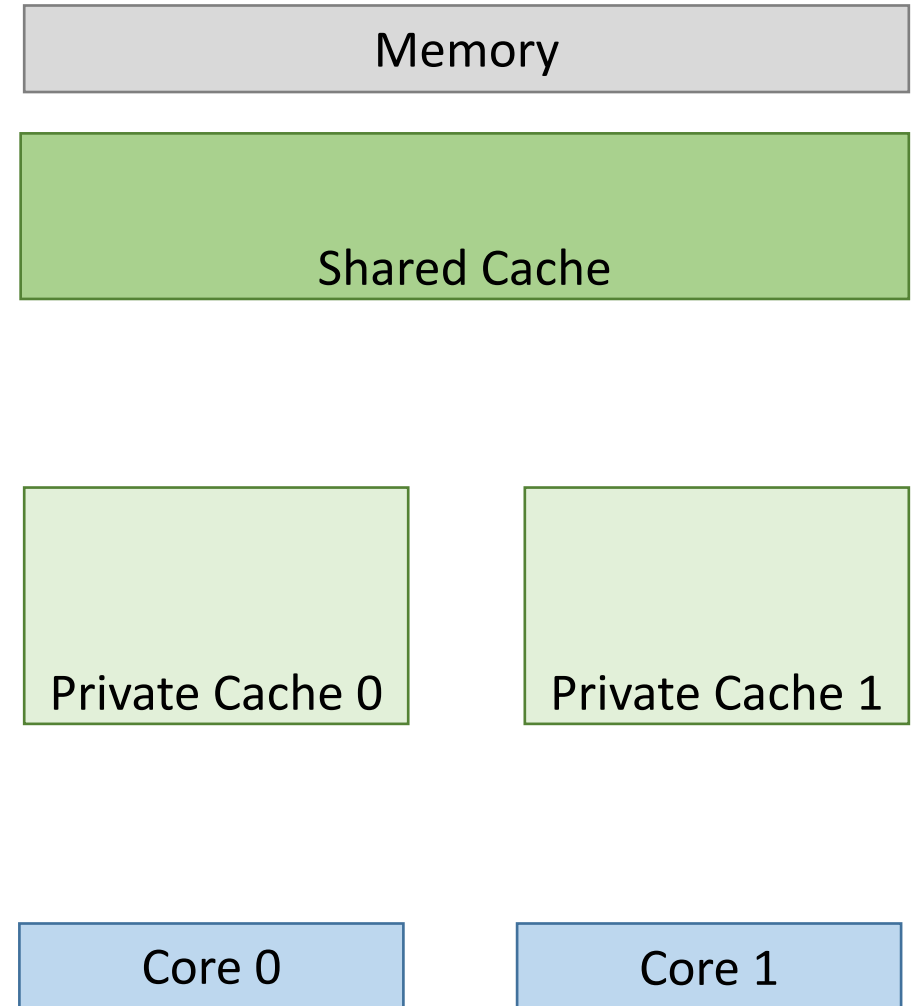 Memory
Shared Cache
Private Cache 0
Private Cache 1
Core 0
Core 1